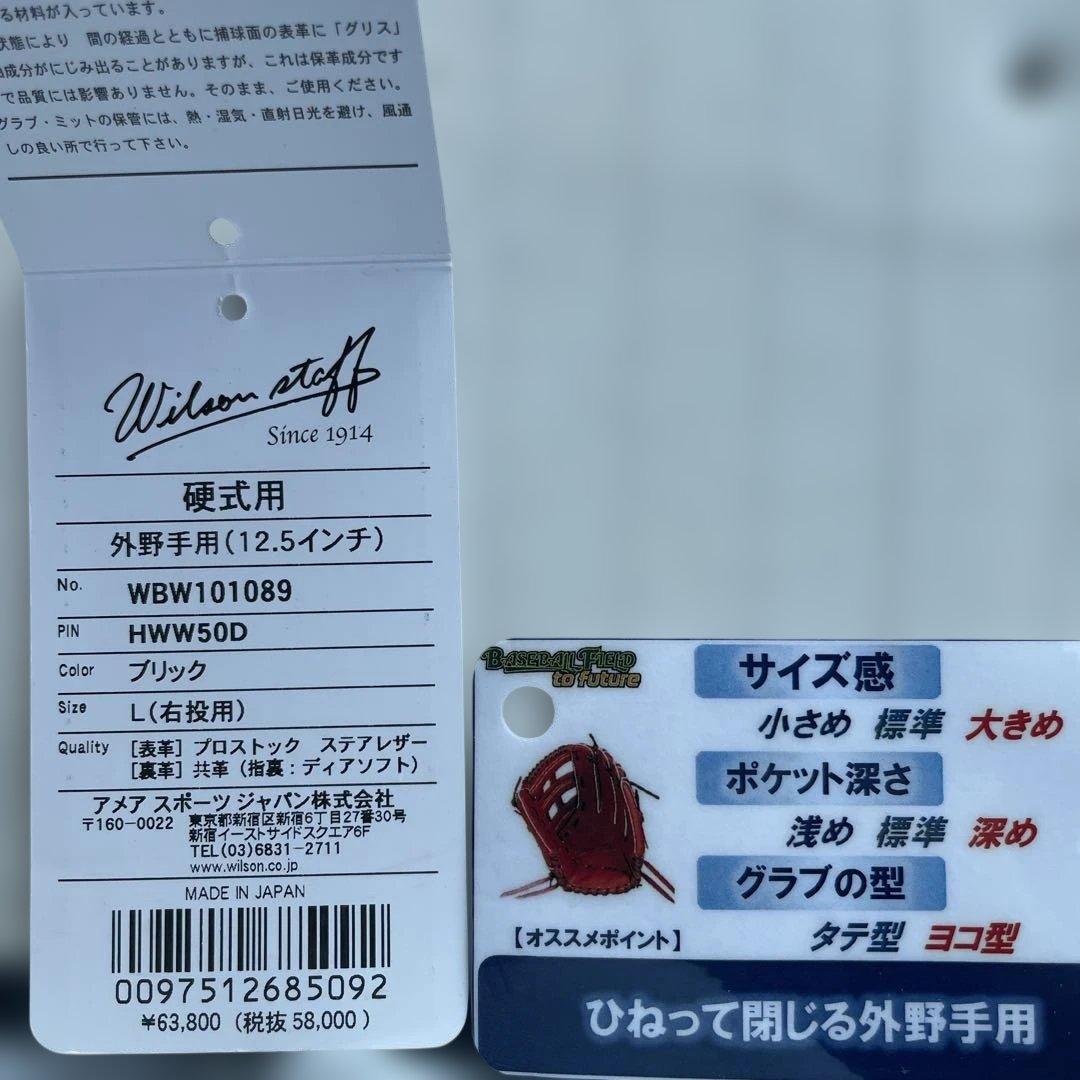 る材料が入っています。
状態により 間の経過とともに捕球面の表革に「グリス」
成分がにじみ出ることがありますが、これは保革成分です
で品質には影響ありません。そのまま、ご使用ください。
グラブ・ミットの保管には、熱・湿気・直射日光を避け、風通
しの良い所で行って下さい。
Wilson staff
Since 1914
硬式用
外野手用(12.5インチ)
No. WBW101089
PIN HWW50D
Color ブリック
Size L(右投用)
Quality [表革] プロストック ステアレザー
[裏革] 共革 (指裏:ディアソフト)
アメア スポーツ ジャパン株式会社
〒160-0022 東京都新宿区新宿6丁目27番30号
新宿イーストサイドスクエア6F
TEL(03)6831-2711
www.wilson.co.jp
MADE IN JAPAN
0097512685092
¥63,800 (税抜 58,000 )
BASEBALL FIELD
to future
サイズ感
小さめ 標準 大きめ
ポケット深さ
浅め 標準 深め
グラブの型
タテ型 ヨコ型
【オススメポイント】
ひねって閉じる外野手用